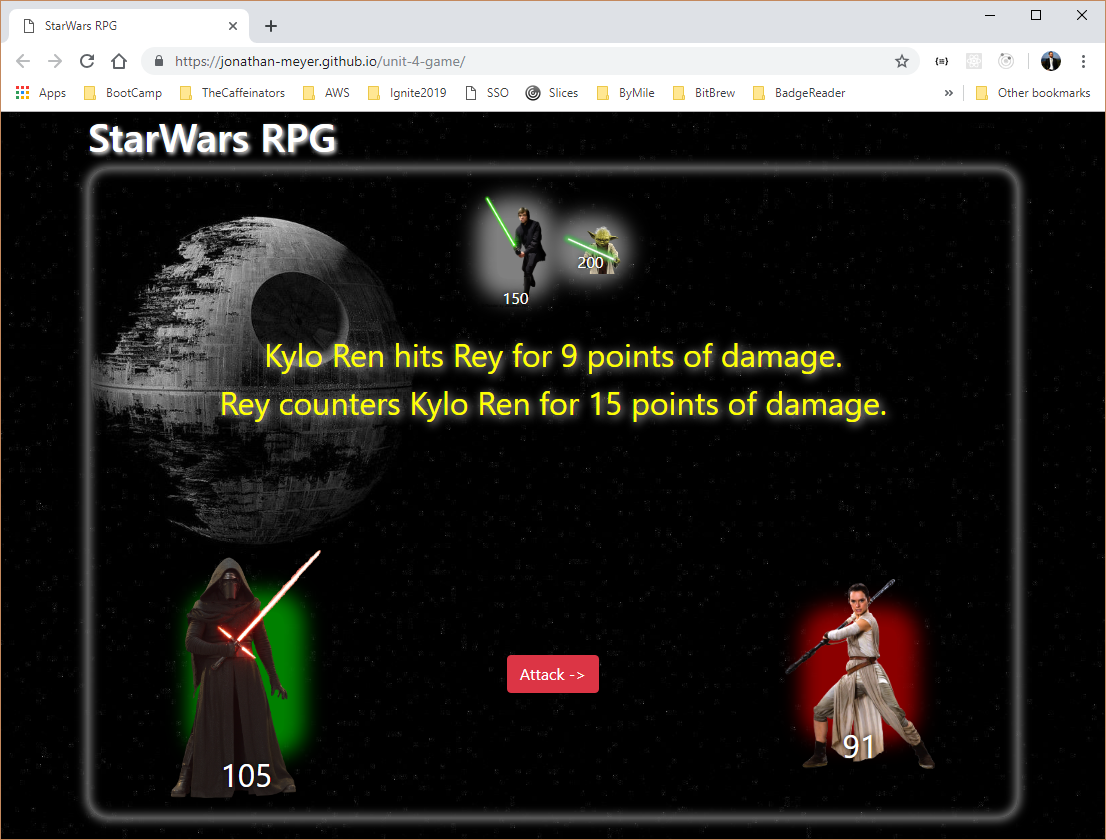 StarWars RPG
https://jonathan-meyer.github.io/unit-4-game/
Apps BootCamp TheCaffeinators AWS Ignite2019 SSO Slices ByMile BitBrew BadgeReader » Other bookmarks
StarWars RPG
200
150
Kylo Ren hits Rey for 9 points of damage.
Rey counters Kylo Ren for 15 points of damage.
Attack ->
91
105